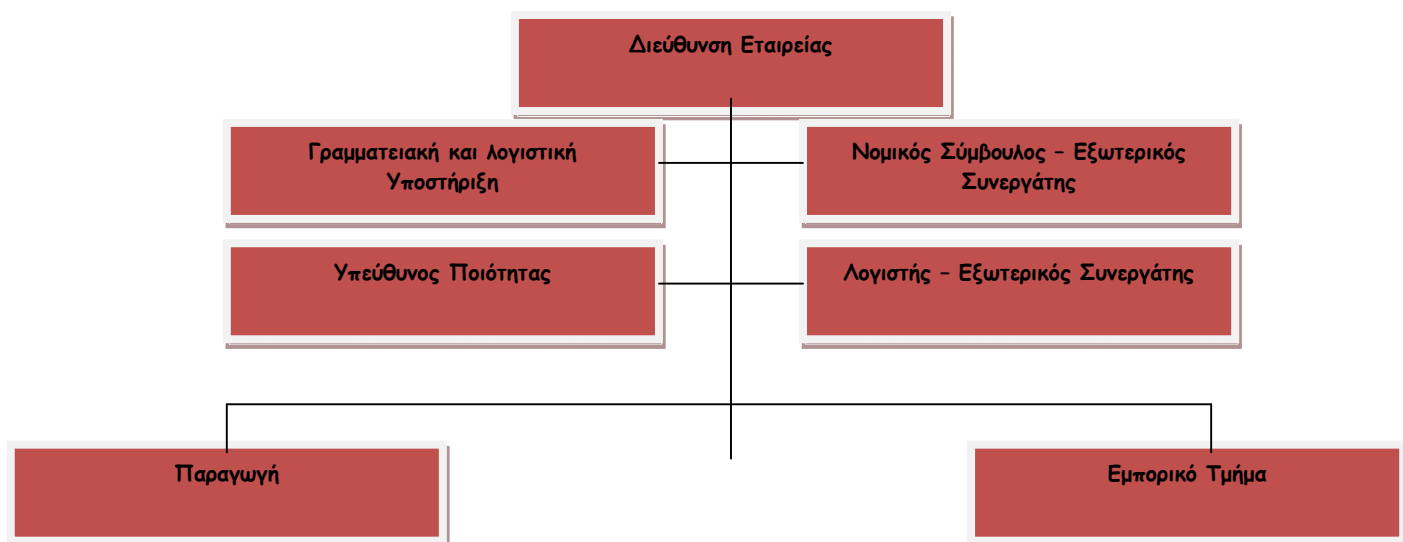 Διεύθυνση Εταιρείας
Γραμματειακή και λογιστική
Υποστήριξη
Νομικός Σύμβουλος – Εξωτερικός
Συνεργάτης
Υπεύθυνος Ποιότητας
Λογιστής – Εξωτερικός Συνεργάτης
Παραγωγή
Εμπορικό Τμήμα